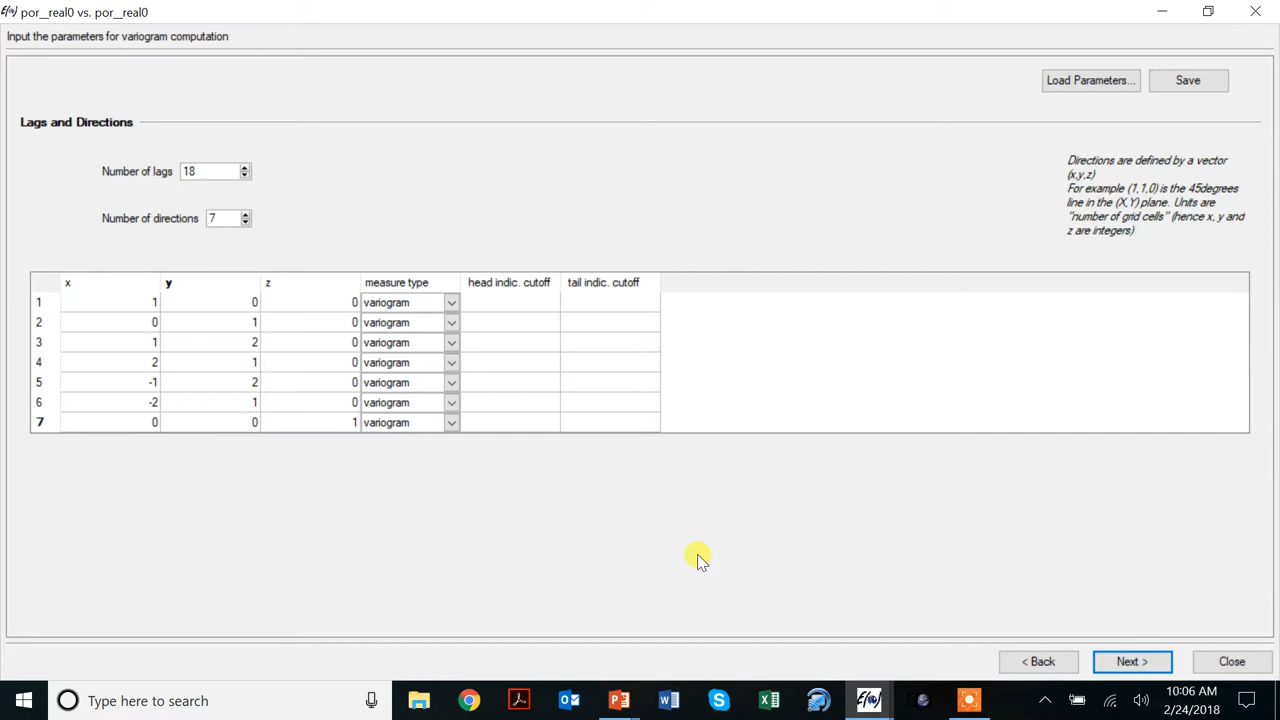 E(a) por__real0 vs. por__real0
Input the parameters for variogram computation
Load Parameters...
Save
Lags and Directions
Number of lags 18
Directions are defined by a vector
(x,y,z)
For example (1,1,0) is the 45degrees
line in the (X,Y) plane. Units are
"number of grid cells" (hence x, y and
z are integers)
Number of directions 7
x y z measure type head indic. cutoff tail indic. cutoff
1 1 0 0 variogram
2 0 1 0 variogram
3 1 2 0 variogram
4 2 1 0 variogram
5 -1 2 0 variogram
6 -2 1 0 variogram
7 0 0 1 variogram
< Back
Next >
Close
Type here to search
10:06 AM
2/24/2018